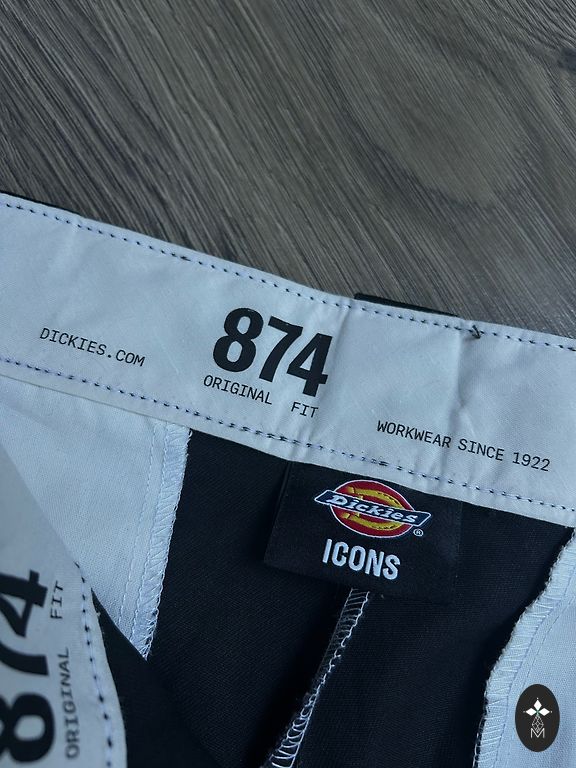 874
DICKIES.COM
ORIGINAL FIT
WORKWEAR SINCE 1922
Dickies®
ICONS
874
ORIGINAL FIT
M